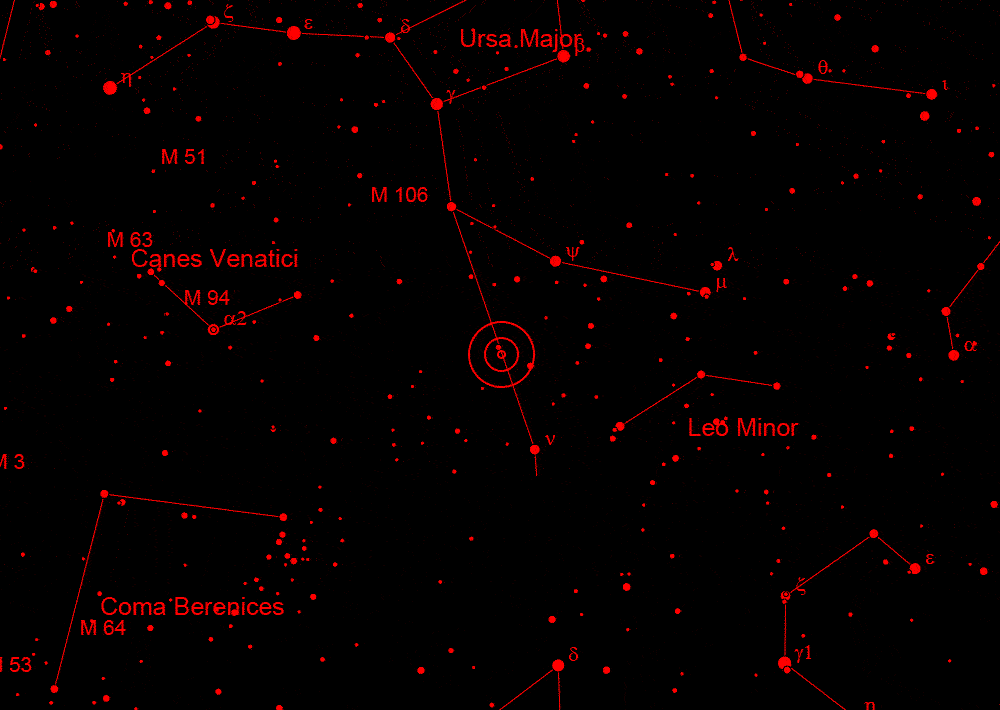 ζ
ε
δ
Ursa Major
β
θ
ι
η
γ
M 51
M 106
M 63
Canes Venatici
ψ
λ
μ
M 94
α2
α
Leo Minor
ν
M 3
ε
ζ
Coma Berenices
M 64
δ
γ1
M 53
η